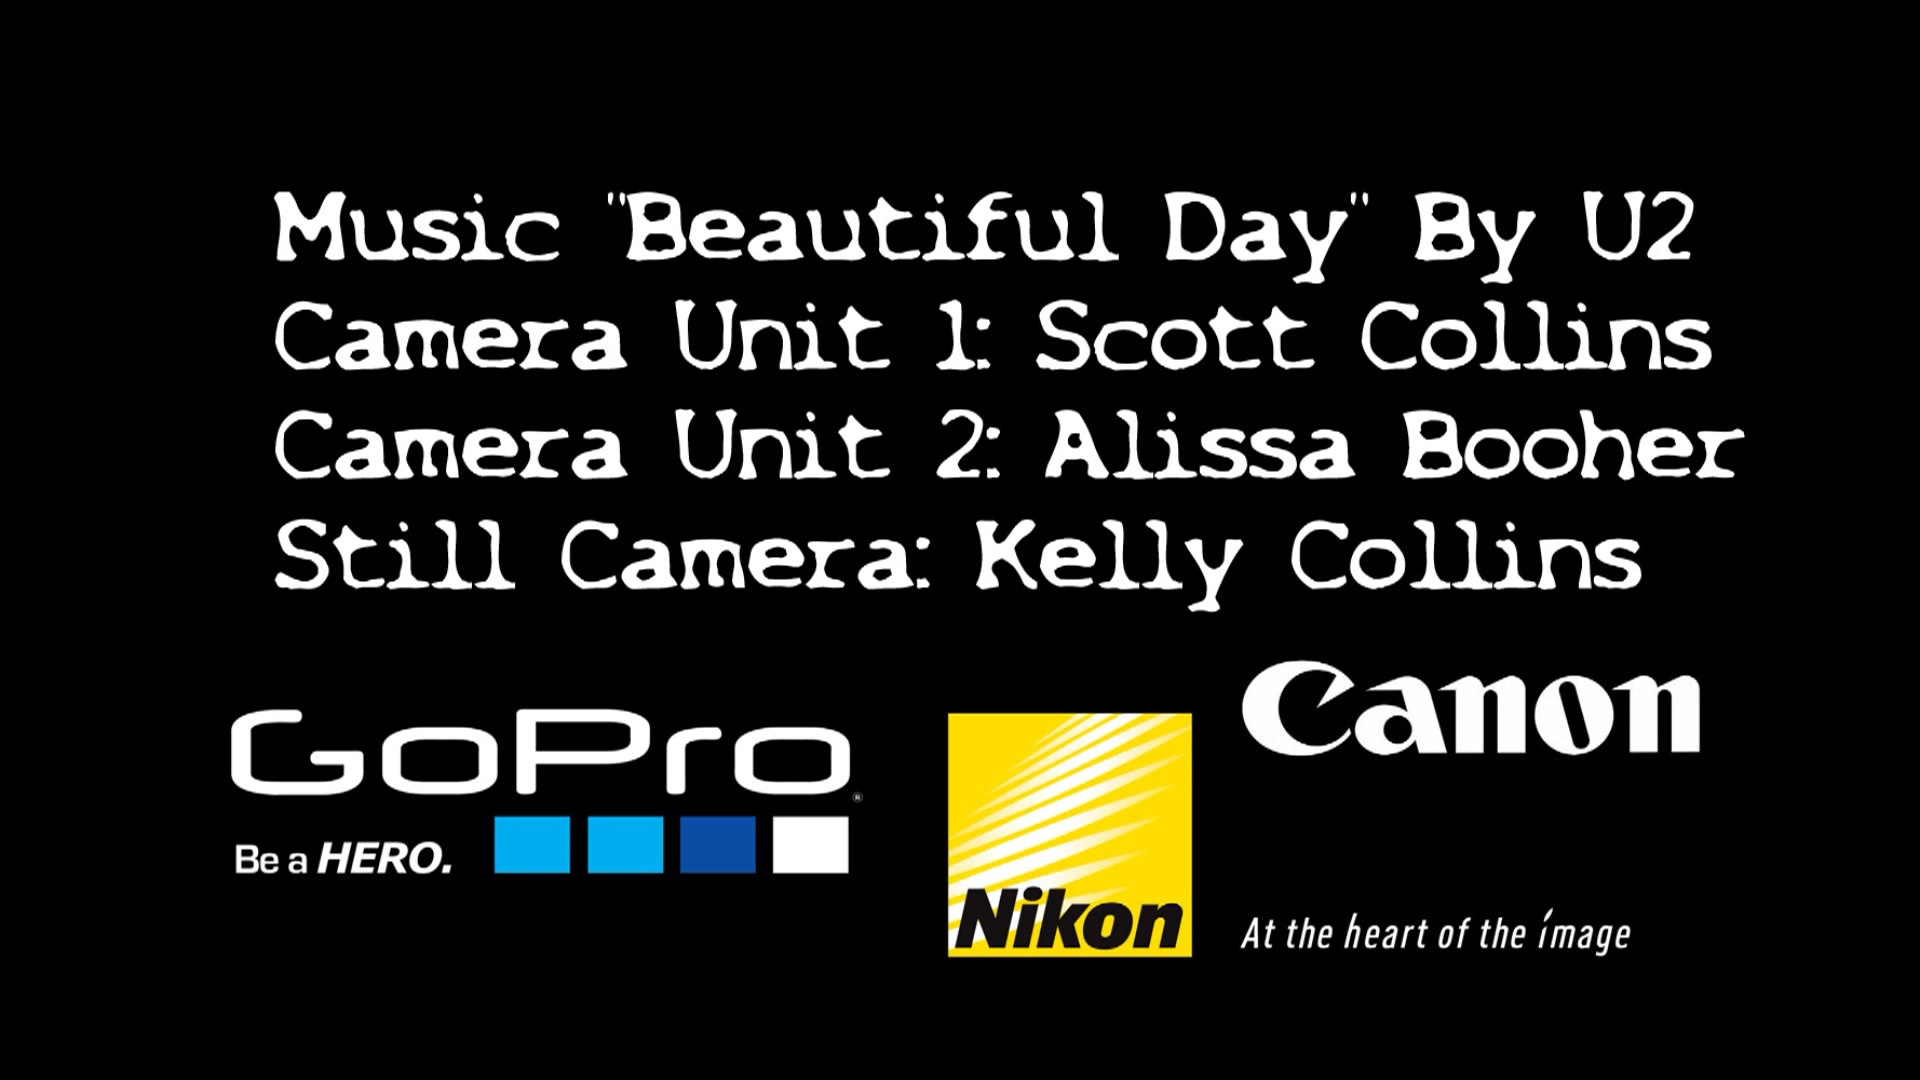 Music "Beautiful Day" By U2
Camera Unit 1: Scott Collins
Camera Unit 2: Alissa Booher
Still Camera: Kelly Collins
GoPro®
Be a HERO.
Nikon
Canon
At the heart of the image